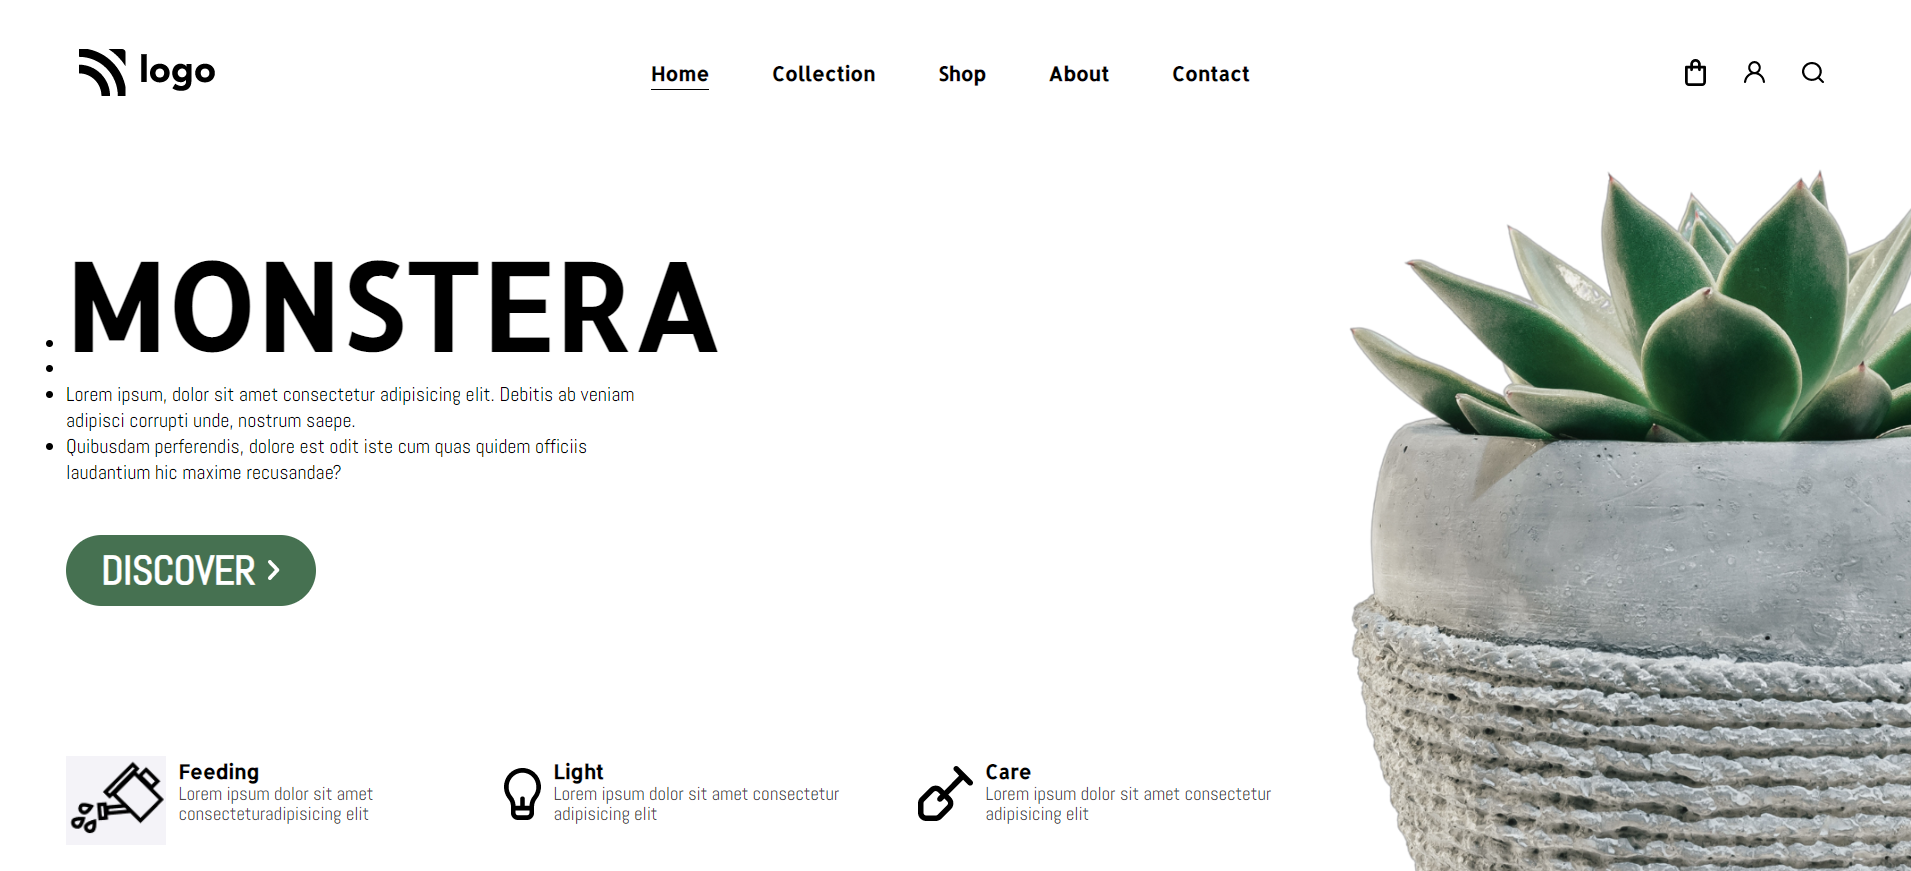 logo
Home Collection Shop About Contact
MONSTERA
Lorem ipsum, dolor sit amet consectetur adipisicing elit. Debitis ab veniam
adipisci corrupti unde, nostrum saepe.
Quibusdam perferendis, dolore est odit iste cum quas quidem officiis
laudantium hic maxime recusandae?
DISCOVER
Feeding
Lorem ipsum dolor sit amet
consecteturadipisicing elit
Light
Lorem ipsum dolor sit amet consectetur
adipisicing elit
Care
Lorem ipsum dolor sit amet consectetur
adipisicing elit